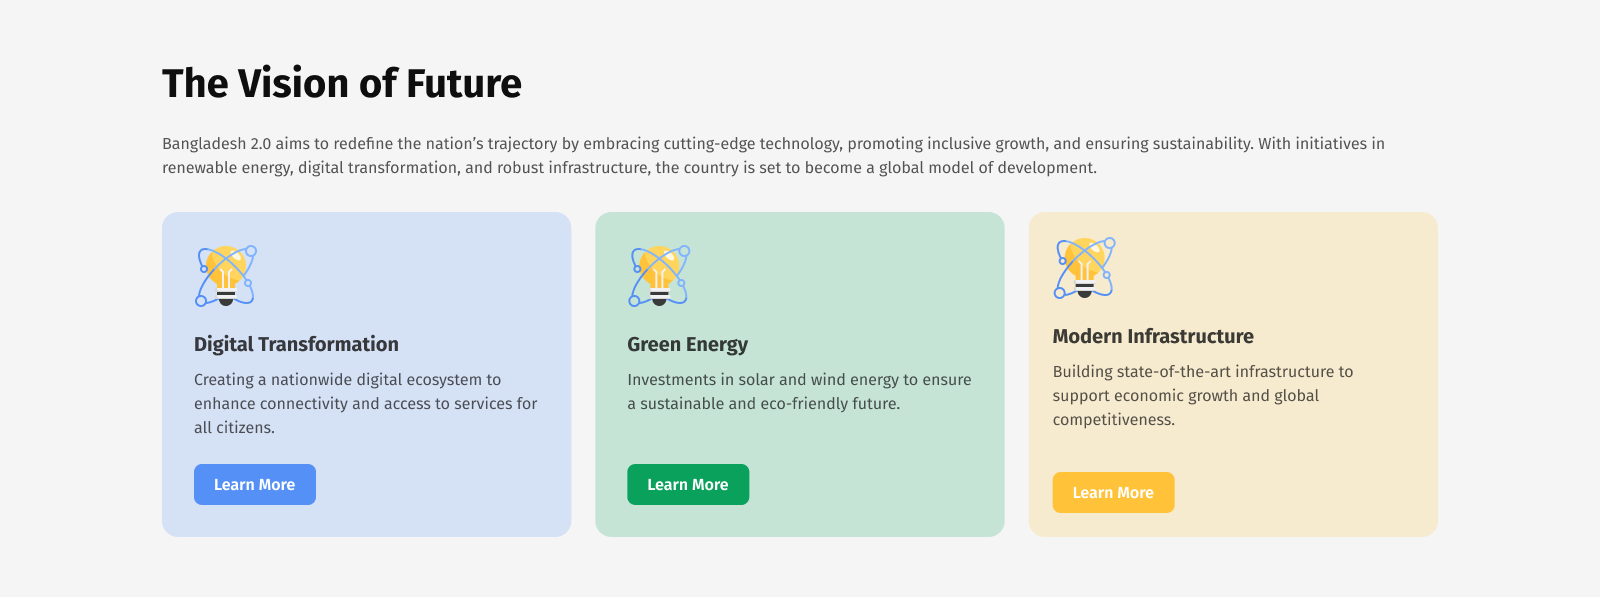 The Vision of Future
Bangladesh 2.0 aims to redefine the nation’s trajectory by embracing cutting-edge technology, promoting inclusive growth, and ensuring sustainability. With initiatives in
renewable energy, digital transformation, and robust infrastructure, the country is set to become a global model of development.
Digital Transformation
Creating a nationwide digital ecosystem to
enhance connectivity and access to services for
all citizens.
Learn More
Green Energy
Investments in solar and wind energy to ensure
a sustainable and eco-friendly future.
Learn More
Modern Infrastructure
Building state-of-the-art infrastructure to
support economic growth and global
competitiveness.
Learn More